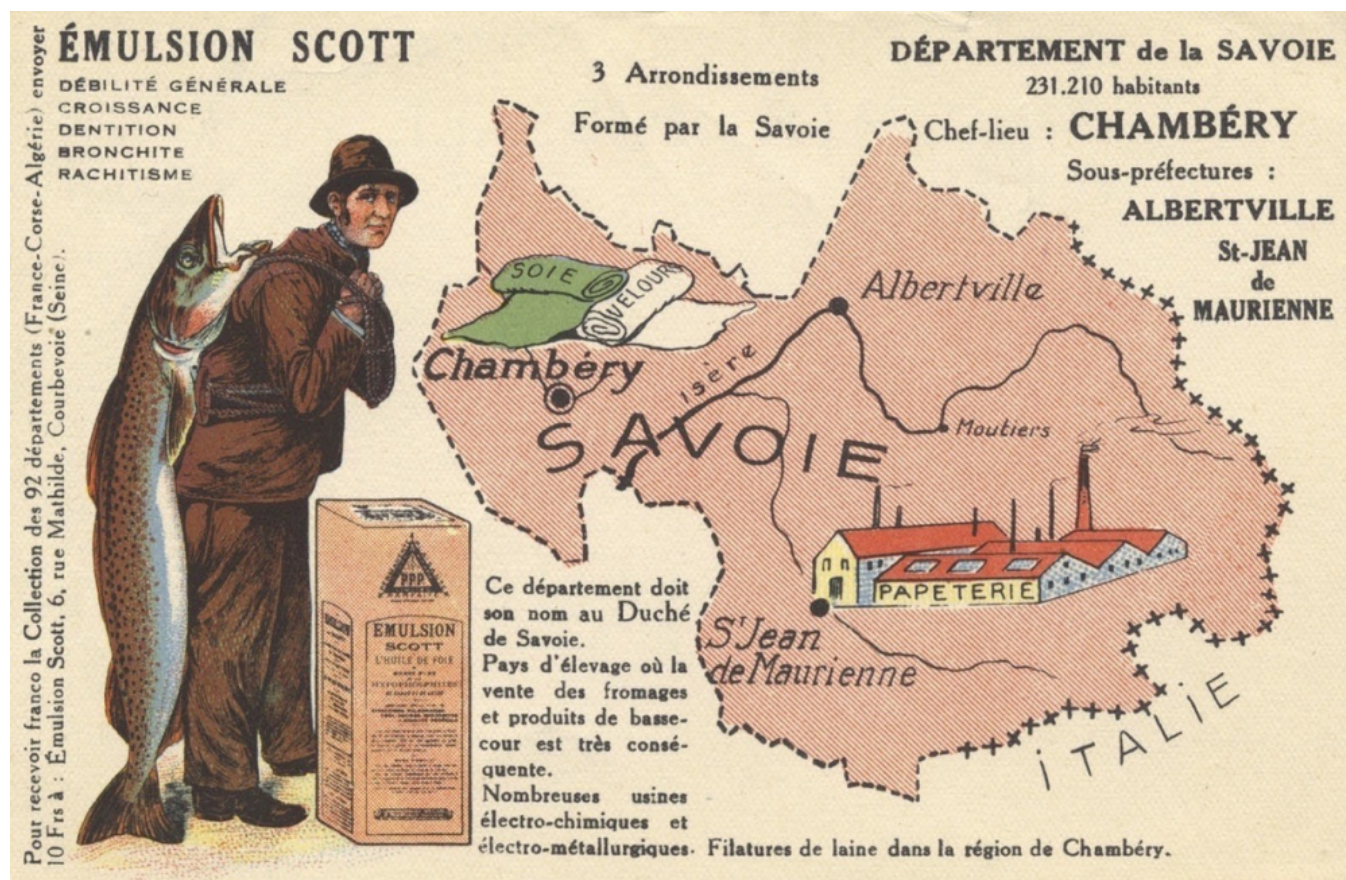 Pour recevoir franco la Collection des 92 départements (France-Corse-Algérie) envoyer
10 Frs à : Émulsion Scott, 6, rue Mathilde, Courbevoie (Seine).
ÉMULSION SCOTT
DÉBILITÉ GÉNÉRALE
CROISSANCE
DENTITION
BRONCHITE
RACHITISME
3 Arrondissements
Formé par la Savoie
DÉPARTEMENT de la SAVOIE
231.210 habitants
Chef-lieu : CHAMBÉRY
Sous-préfectures :
ALBERTVILLE
St-JEAN
de
MAURIENNE
SOIE
VELOURS
Albertville
Chambéry
Isère
SAVOIE
Moutiers
PAPETERIE
St Jean
de Maurienne
ITALIE
P.P.P.
EMULSION
SCOTT
L'HUILE DE FOIE
HYPOPHOSPHITES
Ce département doit
son nom au Duché
de Savoie.
Pays d'élevage où la
vente des fromages
et produits de basse-
cour est très consé-
quente.
Nombreuses usines
électro-chimiques et
électro-métallurgiques. Filatures de laine dans la région de Chambéry.